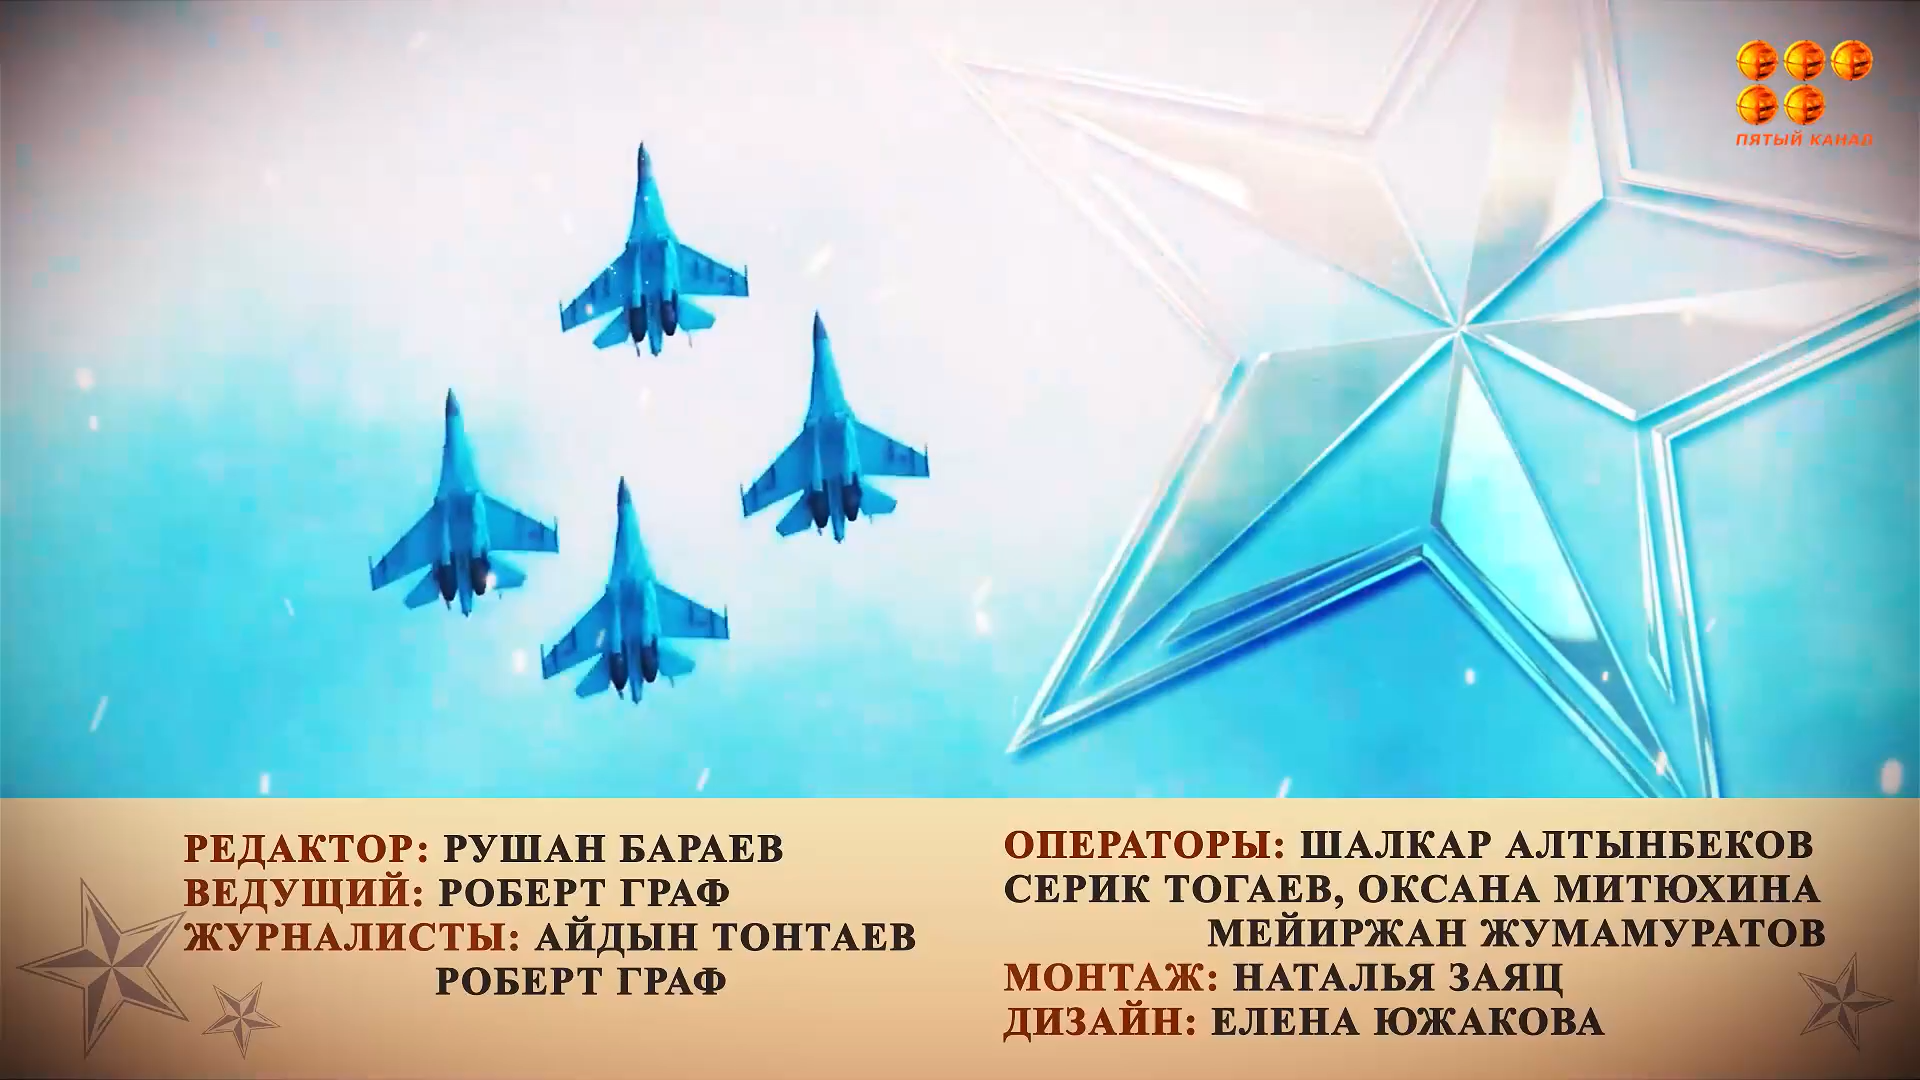 ПЯТЫЙ КАНАЛ
РЕДАКТОР: РУШАН БАРАЕВ
ВЕДУЩИЙ: РОБЕРТ ГРАФ
ЖУРНАЛИСТЫ: АЙДЫН ТОНТАЕВ
РОБЕРТ ГРАФ
ОПЕРАТОРЫ: ШАЛКАР АЛТЫНБЕКОВ
СЕРИК ТОГАЕВ, ОКСАНА МИТЮХИНА
МЕЙИРЖАН ЖУМАМУРАТОВ
МОНТАЖ: НАТАЛЬЯ ЗАЯЦ
ДИЗАЙН: ЕЛЕНА ЮЖАКОВА